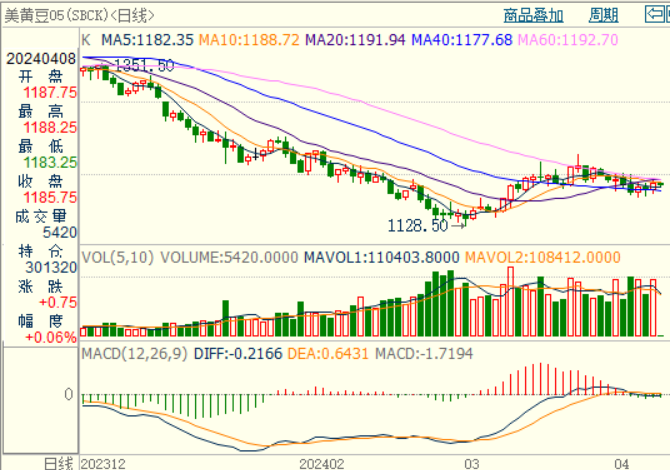 美黄豆05(SBCK)<日线> 商品叠加 周期
K MA5:1182.35 MA10:1188.72 MA20:1191.94 MA40:1177.68 MA60:1192.70
20240408
开盘
1187.75
最高
1188.25
最低
1183.25
收盘
1185.75
成交量
5420
持仓
301320
涨跌
+0.75
幅度
+0.06%
1351.50
1128.50
VOL(5,10) VOLUME:5420.0000 MAVOL1:110403.8000 MAVOL2:108412.0000
MACD(12,26,9) DIFF:-0.2166 DEA:0.6431 MACD:-1.7194
0
日线 202312 202402 03 04